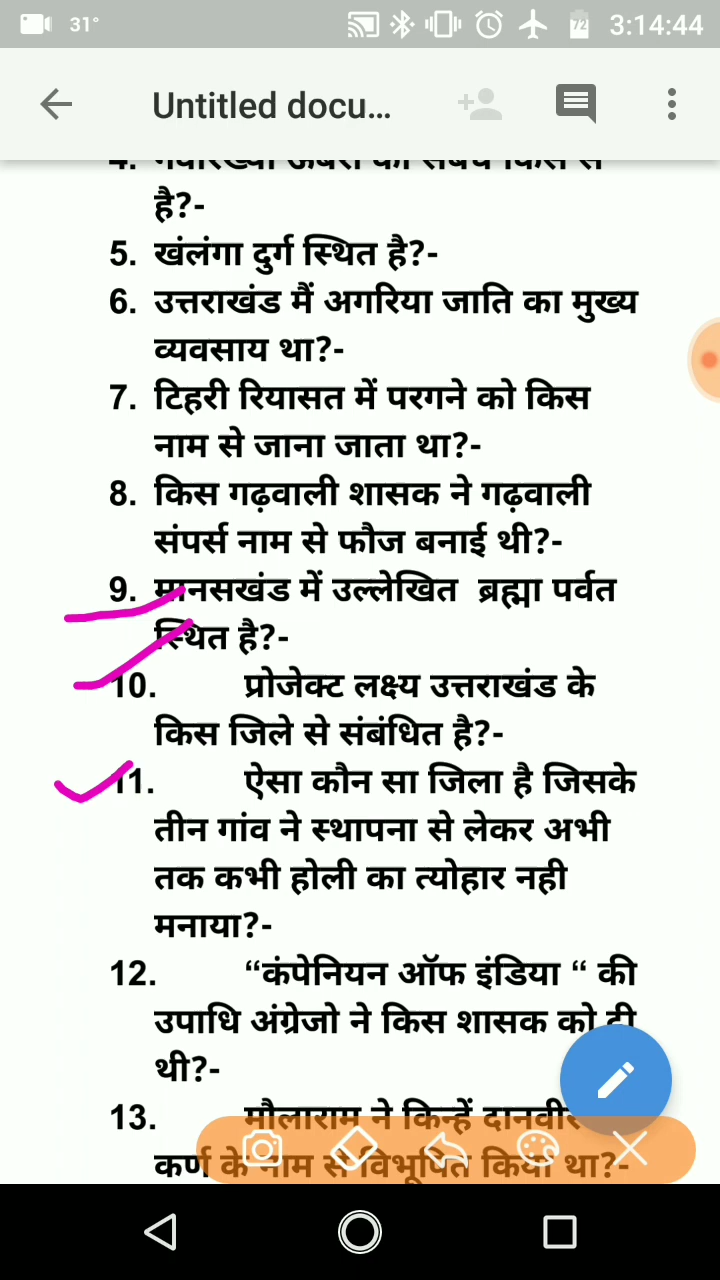 31°
72
3:14:44
Untitled docu...
है?-
5. खंलंगा दुर्ग स्थित है?-
6. उत्तराखंड मैं अगरिया जाति का मुख्य
व्यवसाय था?-
7. टिहरी रियासत में परगने को किस
नाम से जाना जाता था?-
8. किस गढ़वाली शासक ने गढ़वाली
संपर्स नाम से फौज बनाई थी?-
9. मानसखंड में उल्लेखित ब्रह्मा पर्वत
स्थित है?-
10. प्रोजेक्ट लक्ष्य उत्तराखंड के
किस जिले से संबंधित है?-
11. ऐसा कौन सा जिला है जिसके
तीन गांव ने स्थापना से लेकर अभी
तक कभी होली का त्योहार नही
मनाया?-
12. “कंपेनियन ऑफ इंडिया “ की
उपाधि अंग्रेजो ने किस शासक को दी
थी?-
13. मौलाराम ने किन्हें दानवीर
कर्ण के नाम से विभूषित किया था?-